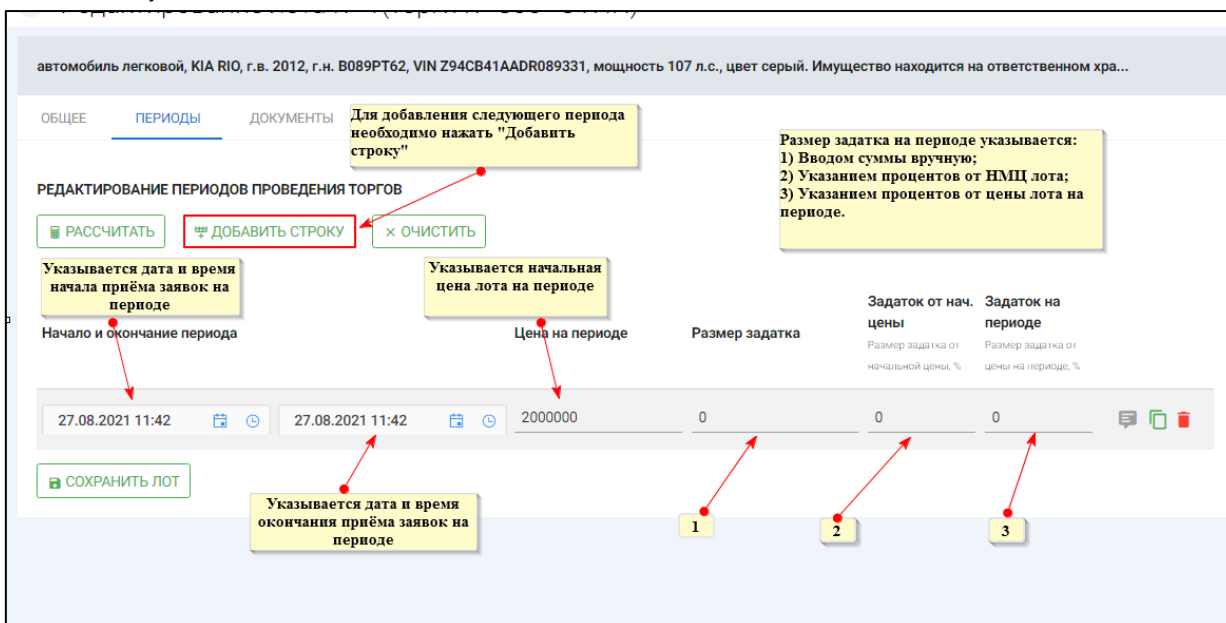 автомобиль легковой, KIA RIO, г.в. 2012, г.н. В089РТ62, VIN Z94CB41AADR089331, мощность 107 л.с., цвет серый. Имущество находится на ответственном хра...
ОБЩЕЕ ПЕРИОДЫ ДОКУМЕНТЫ
Для добавления следующего периода
необходимо нажать "Добавить
строку"
Размер задатка на периоде указывается:
1) Вводом суммы вручную;
2) Указанием процентов от НМЦ лота;
3) Указанием процентов от цены лота на
периоде.
РЕДАКТИРОВАНИЕ ПЕРИОДОВ ПРОВЕДЕНИЯ ТОРГОВ
РАССЧИТАТЬ ДОБАВИТЬ СТРОКУ × ОЧИСТИТЬ
Указывается дата и время
начала приёма заявок на
периоде
Указывается начальная
цена лота на периоде
Начало и окончание периода
Цена на периоде
Размер задатка
Задаток от нач.
цены
Размер задатка от
начальной цены, %
Задаток на
периоде
Размер задатка от
цены на периоде, %
27.08.2021 11:42 27.08.2021 11:42 2000000 0 0 0
СОХРАНИТЬ ЛОТ
Указывается дата и время
окончания приёма заявок на
периоде
1
2
3